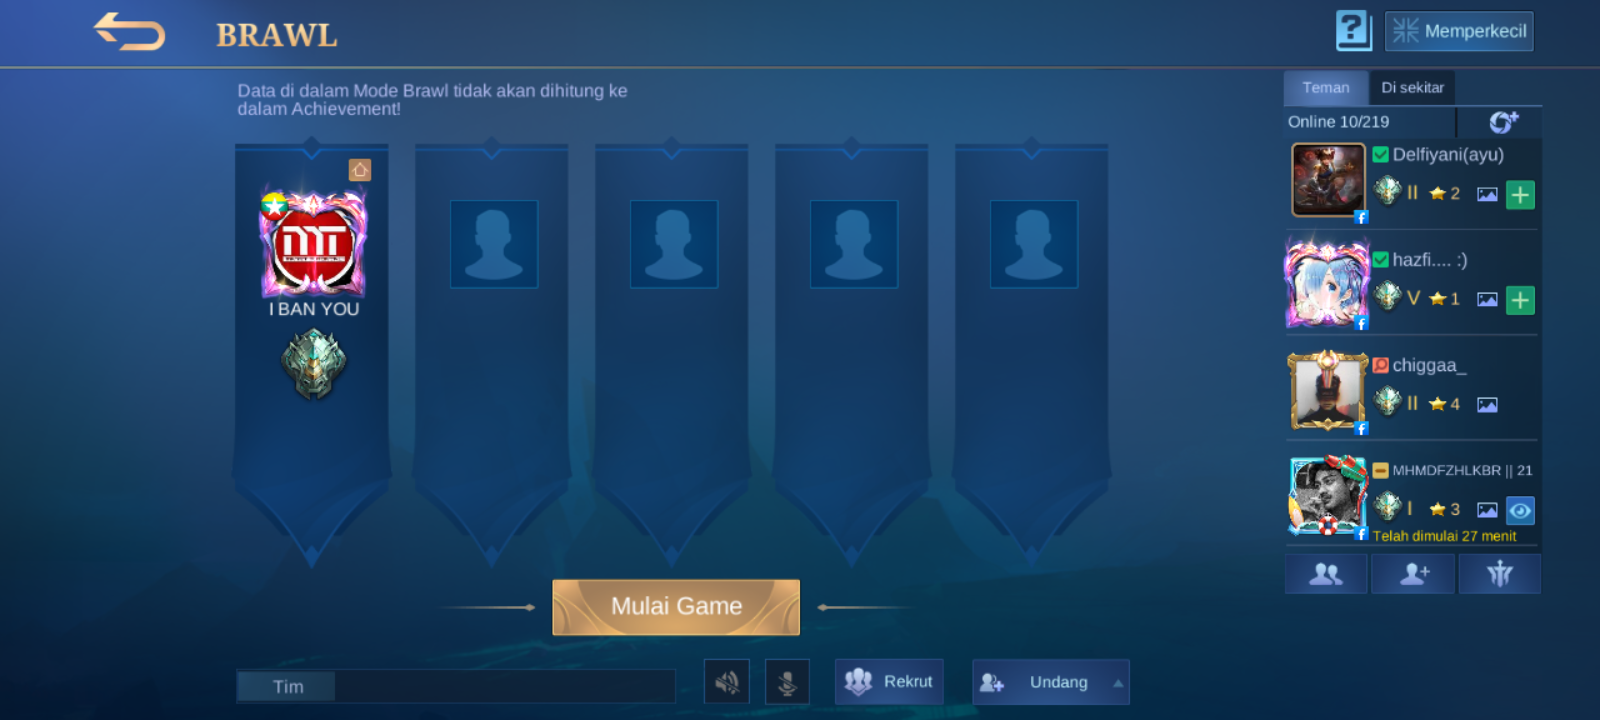 BRAWL
Memperkecil
Data di dalam Mode Brawl tidak akan dihitung ke
dalam Achievement!
Teman
Di sekitar
Online 10/219
Delfiyani(ayu)
II 2
hazfi.... :)
V 1
chiggaa_
II 4
MHMDFZHLKBR || 21
I 3
Telah dimulai 27 menit
MT
I BAN YOU
Mulai Game
Tim
Rekrut
Undang